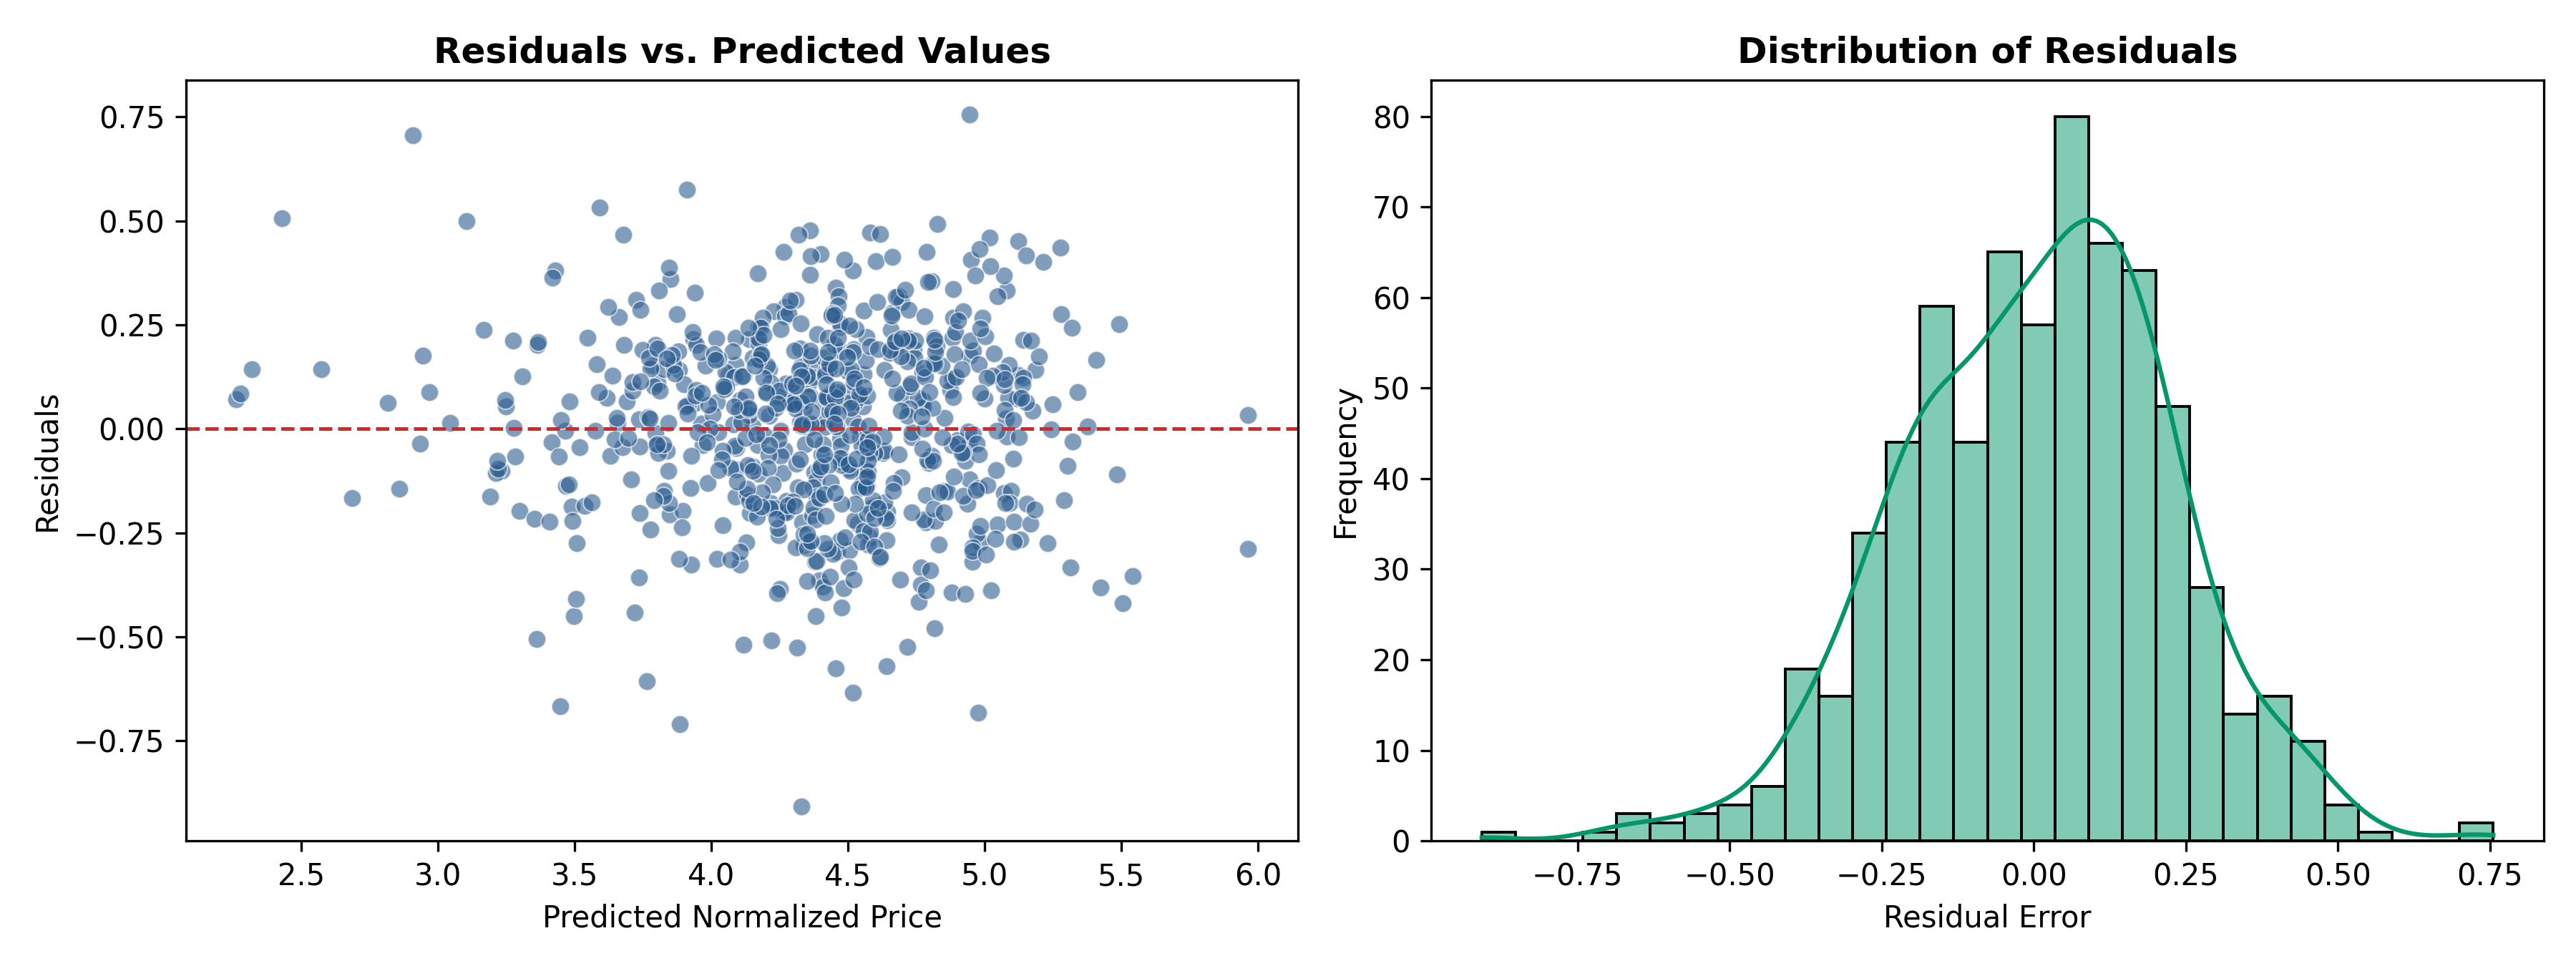 Residuals vs. Predicted Values
Residuals
0.75
0.50
0.25
0.00
−0.25
−0.50
−0.75
2.5 3.0 3.5 4.0 4.5 5.0 5.5 6.0
Predicted Normalized Price
Distribution of Residuals
Frequency
80
70
60
50
40
30
20
10
0
−0.75 −0.50 −0.25 0.00 0.25 0.50 0.75
Residual Error